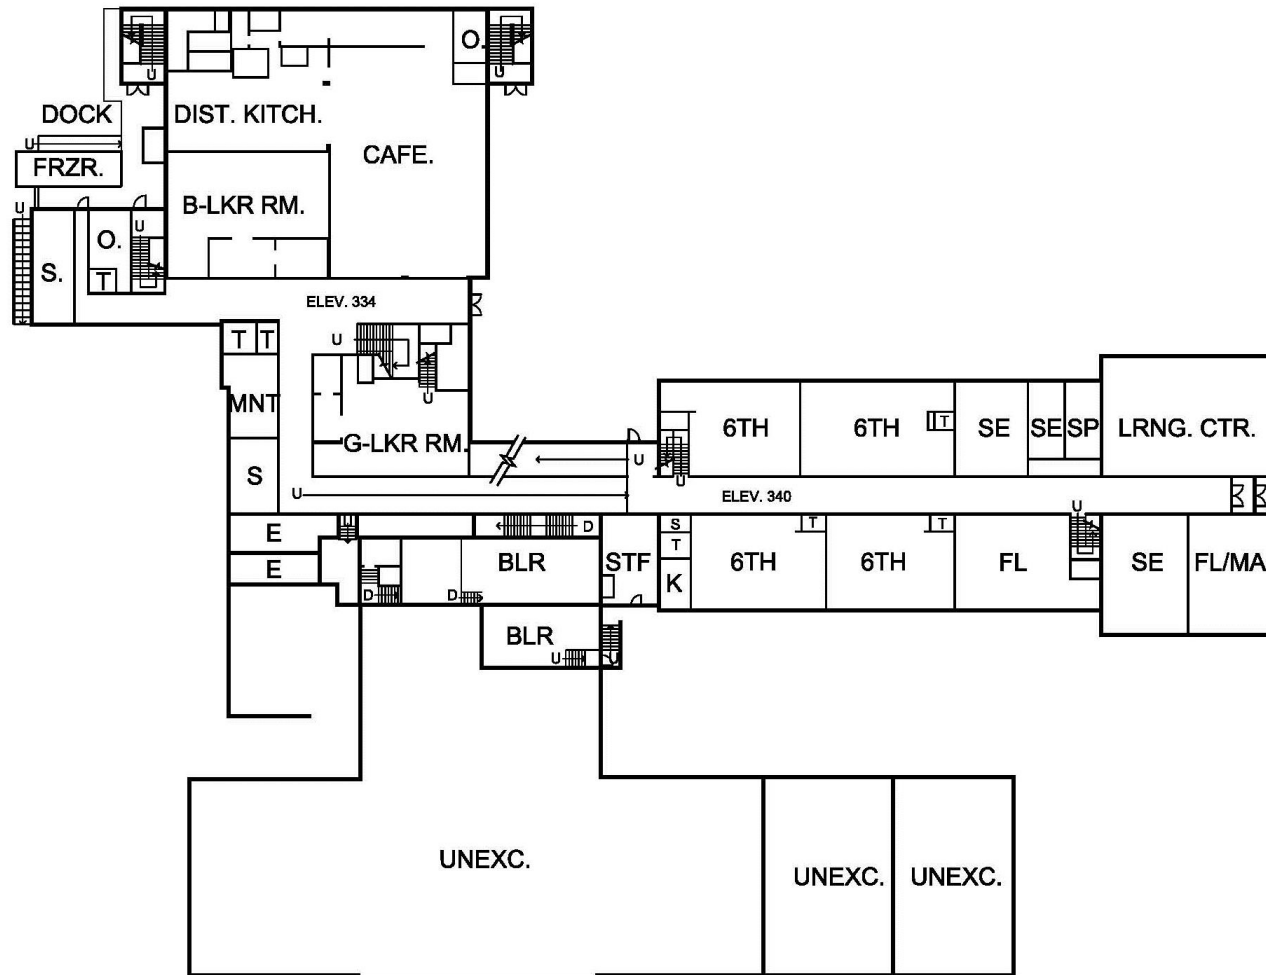 O.
U
U
DOCK
DIST. KITCH.
U
CAFE.
FRZR.
B-LKR RM.
U
U
O.
S.
T
ELEV. 334
T
T
U
MNT
U
G-LKR RM.
6TH
6TH
T
SE
SE
SP
LRNG. CTR.
U
S
U
U
ELEV. 340
U
E
U
D
S
T
T
E
BLR
STF
T
6TH
6TH
FL
SE
FL/MA
K
D
D
BLR
U
U
UNEXC.
UNEXC.
UNEXC.